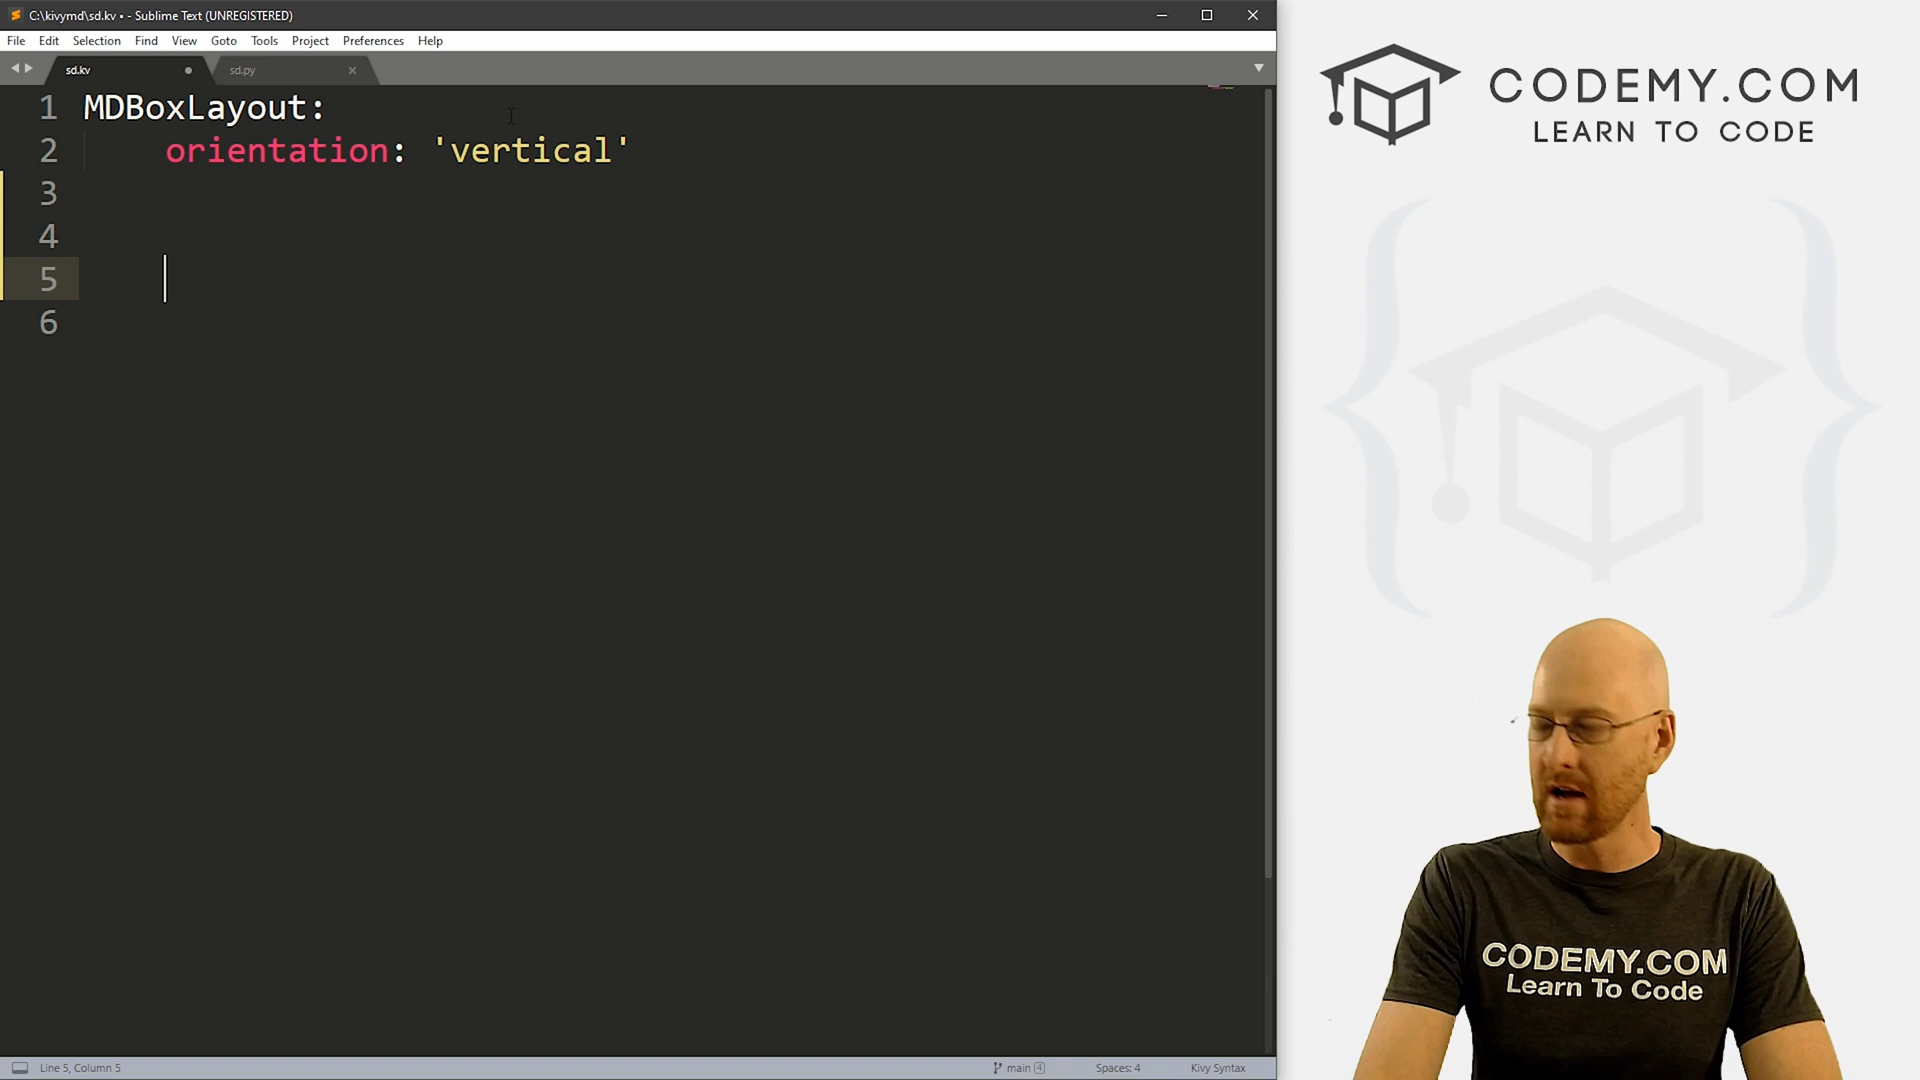 C:\kivymd\sd.kv • - Sublime Text (UNREGISTERED)
File Edit Selection Find View Goto Tools Project Preferences Help
sd.kv sd.py
1 MDBoxLayout:
2 orientation: 'vertical'
3
4
5
6
Line 5, Column 5 main 4 Spaces: 4 Kivy Syntax
CODEMY.COM
LEARN TO CODE
CODEMY.COM
Learn To Code